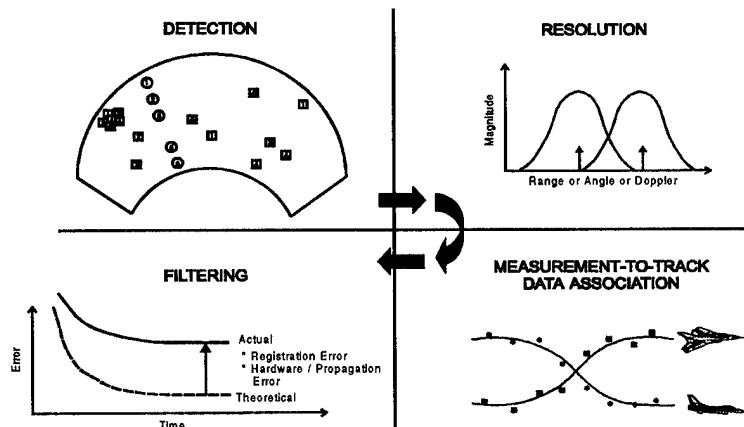 DETECTION
RESOLUTION
Magnitude
Range or Angle or Doppler
FILTERING
Error
Actual
* Registration Error
* Hardware / Propagation
Error
Theoretical
Time
MEASUREMENT-TO-TRACK
DATA ASSOCIATION